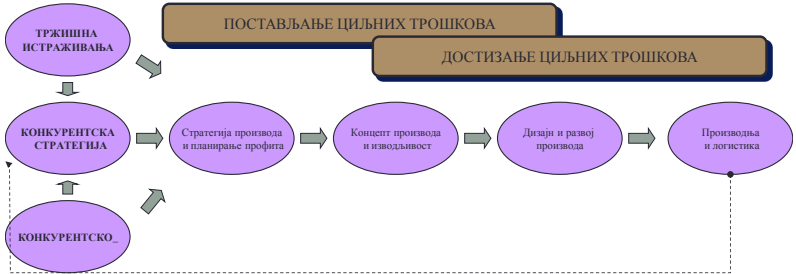 ТРЖИШНА
ИСТРАЖИВАЊА
ПОСТАВЉАЊЕ ЦИЉНИХ ТРОШКОВА
ДОСТИЗАЊЕ ЦИЉНИХ ТРОШКОВА
КОНКУРЕНТСКА
СТРАТЕГИЈА
Стратегија производа
и планирање профита
Концепт производа
и изводљивост
Дизајн и развој
производа
Производња
и логистика
КОНКУРЕНТСКО_